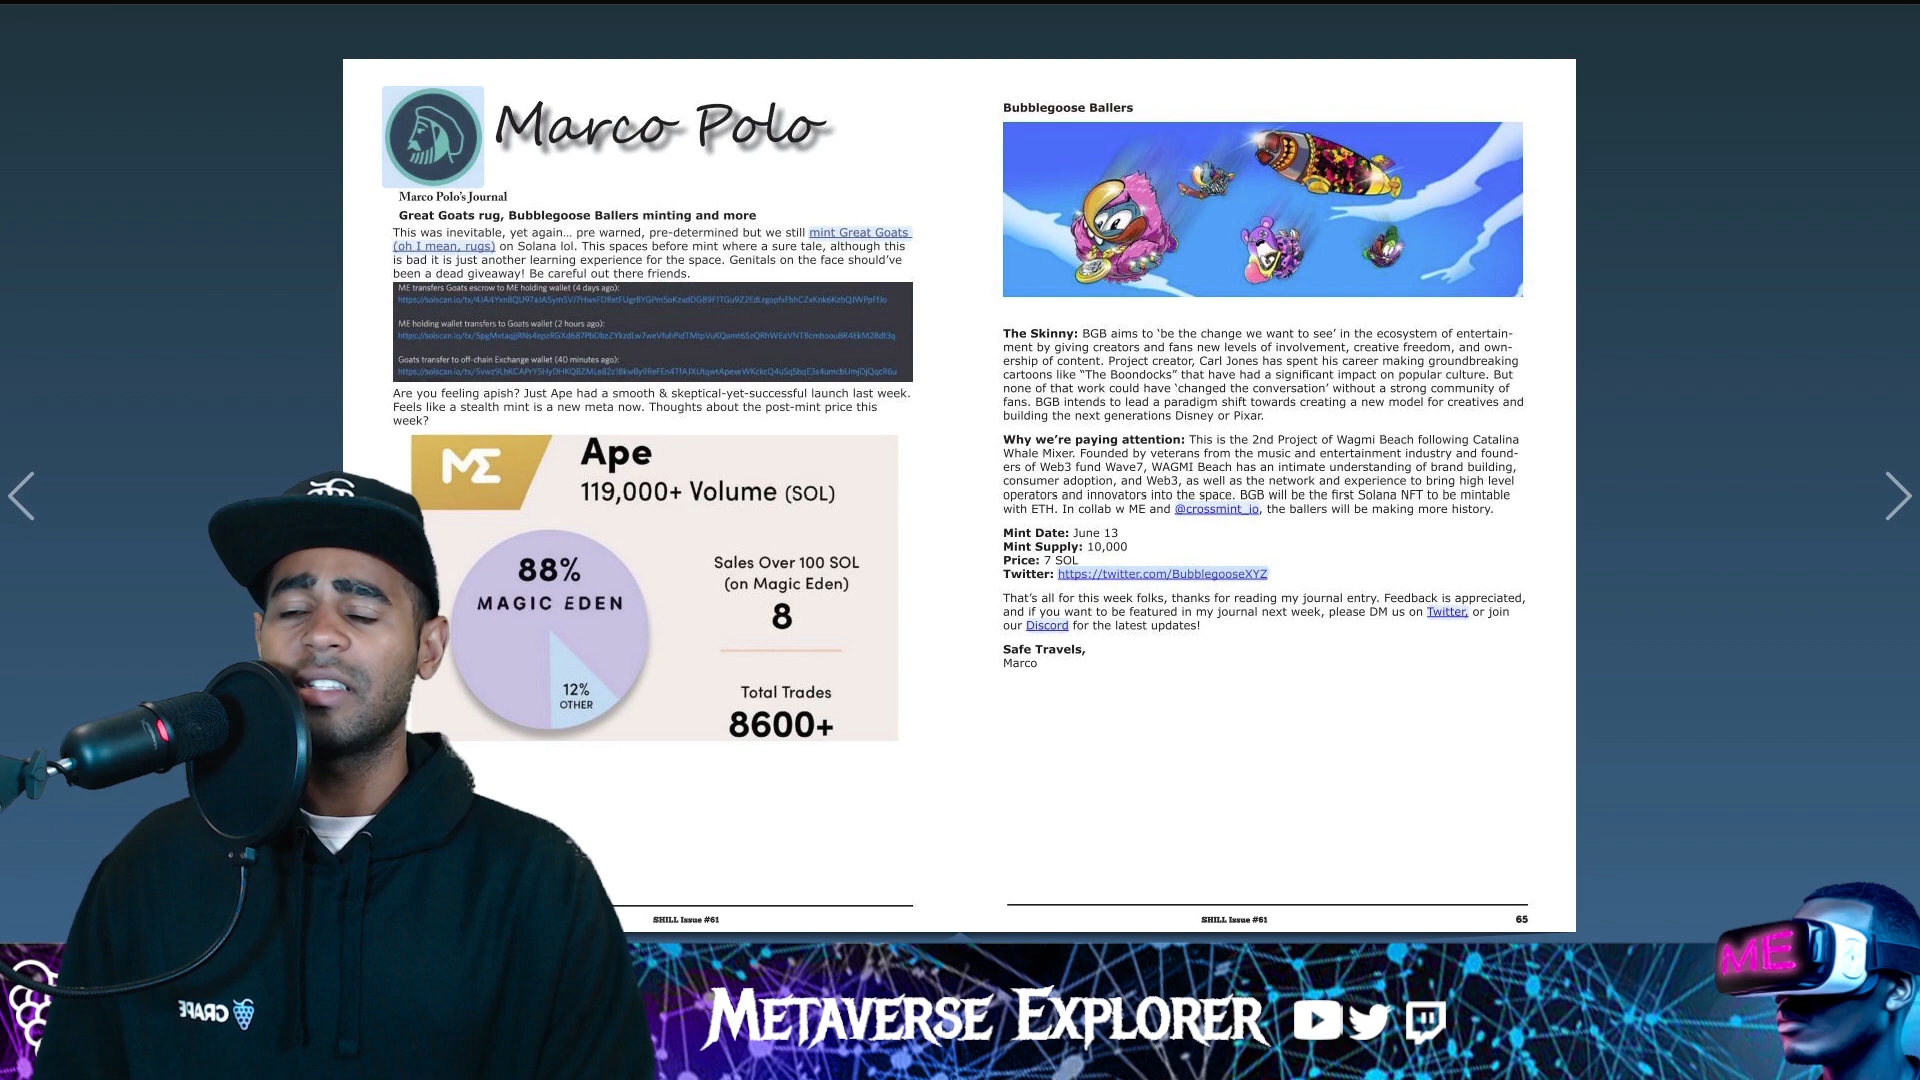 Marco Polo
Marco Polo's Journal
Great Goats rug, Bubblegoose Ballers minting and more
This was inevitable, yet again... pre warned, pre-determined but we still mint Great Goats
(oh I mean, rugs) on Solana lol. This spaces before mint where a sure tale, although this
is bad it is just another learning experience for the space. Genitals on the face should've
been a dead giveaway! Be careful out there friends.
ME transfers Goats escrow to ME holding wallet (4 days ago):
ME holding wallet transfers to Goats wallet (2 hours ago):
Goats transfer to off-chain Exchange wallet (40 minutes ago):
Are you feeling apish? Just Ape had a smooth & skeptical-yet-successful launch last week.
Feels like a stealth mint is a new meta now. Thoughts about the post-mint price this
week?
ME
Ape
119,000+ Volume (SOL)
88%
MAGIC EDEN
12%
OTHER
Sales Over 100 SOL
(on Magic Eden)
8
Total Trades
8600+
SHILL Issue #61
Bubblegoose Ballers
The Skinny: BGB aims to 'be the change we want to see' in the ecosystem of entertain-
ment by giving creators and fans new levels of involvement, creative freedom, and own-
ership of content. Project creator, Carl Jones has spent his career making groundbreaking
cartoons like "The Boondocks" that have had a significant impact on popular culture. But
none of that work could have 'changed the conversation' without a strong community of
fans. BGB intends to lead a paradigm shift towards creating a new model for creatives and
building the next generations Disney or Pixar.
Why we're paying attention: This is the 2nd Project of Wagmi Beach following Catalina
Whale Mixer. Founded by veterans from the music and entertainment industry and found-
ers of Web3 fund Wave7, WAGMI Beach has an intimate understanding of brand building,
consumer adoption, and Web3, as well as the network and experience to bring high level
operators and innovators into the space. BGB will be the first Solana NFT to be mintable
with ETH. In collab w ME and @crossmint_io, the ballers will be making more history.
Mint Date: June 13
Mint Supply: 10,000
Price: 7 SOL
Twitter: https://twitter.com/BubblegooseXYZ
That's all for this week folks, thanks for reading my journal entry. Feedback is appreciated,
and if you want to be featured in my journal next week, please DM us on Twitter, or join
our Discord for the latest updates!
Safe Travels,
Marco
SHILL Issue #61
65
GRAPE
METAVERSE EXPLORER
ME